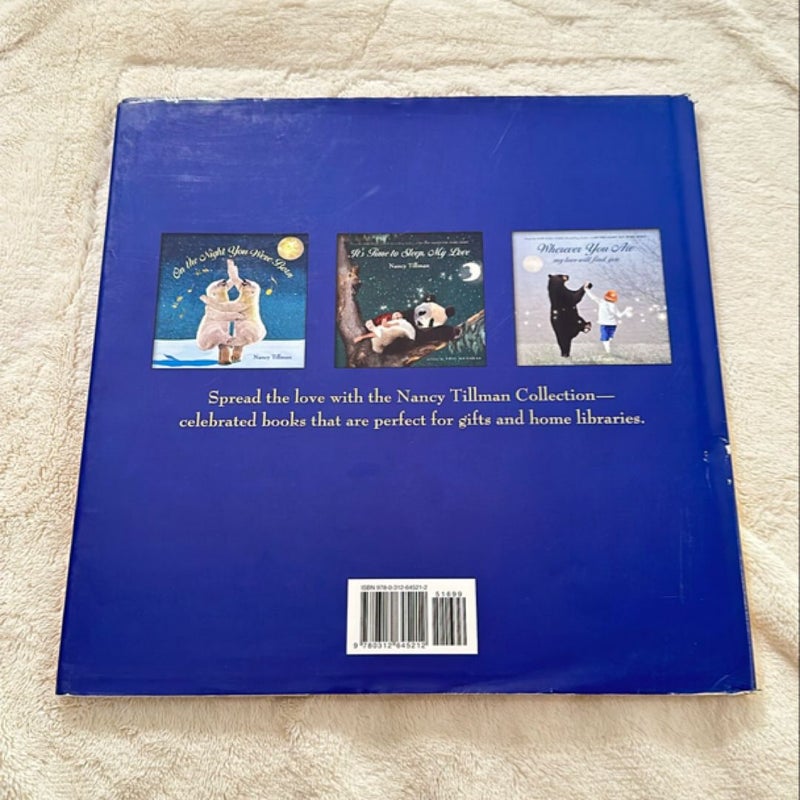 On the Night You Were Born
Nancy Tillman
It's Time to Sleep, My Love
Nancy Tillman
Wherever You Are
my love will find you
Spread the love with the Nancy Tillman Collection—
celebrated books that are perfect for gifts and home libraries.
ISBN 978-0-312-64521-2
51699
9 780312 645212